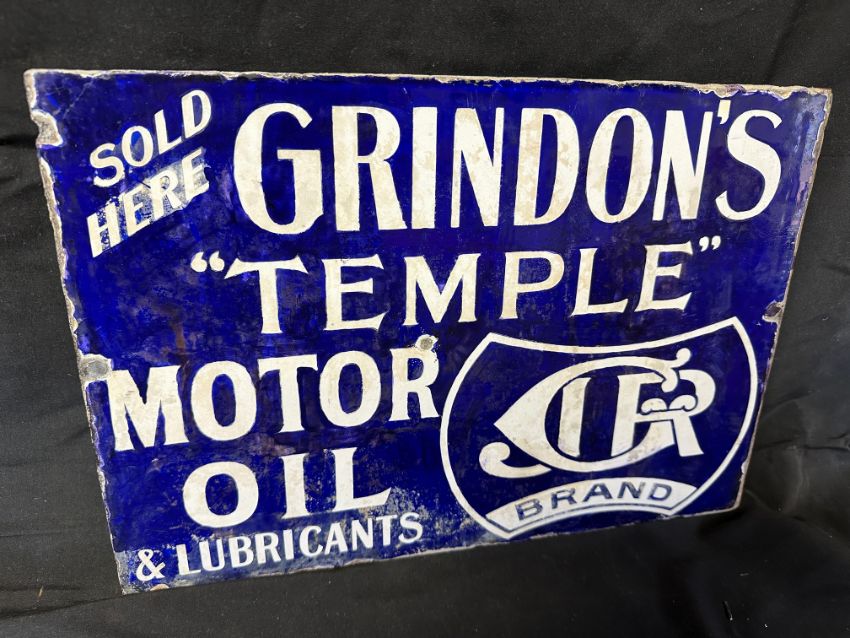 SOLD
HERE
GRINDON'S
"TEMPLE"
MOTOR
OIL
& LUBRICANTS
BRAND